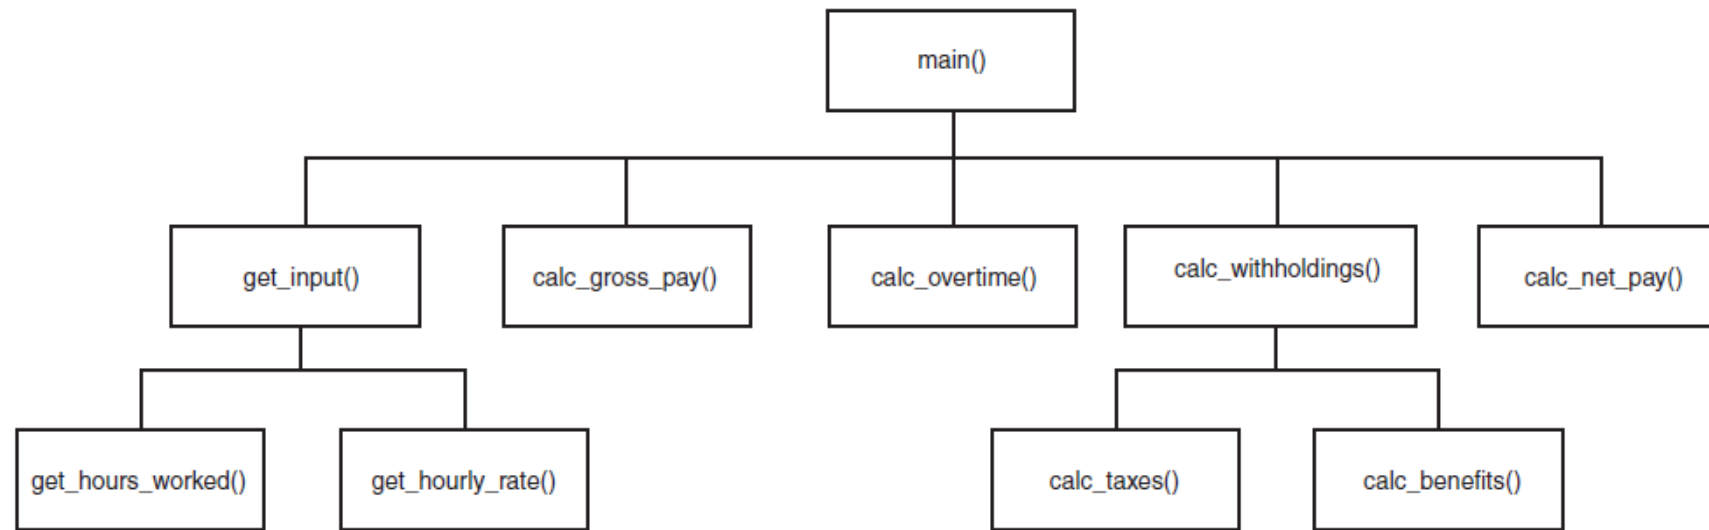 main()
get_input()
calc_gross_pay()
calc_overtime()
calc_withholdings()
calc_net_pay()
get_hours_worked()
get_hourly_rate()
calc_taxes()
calc_benefits()